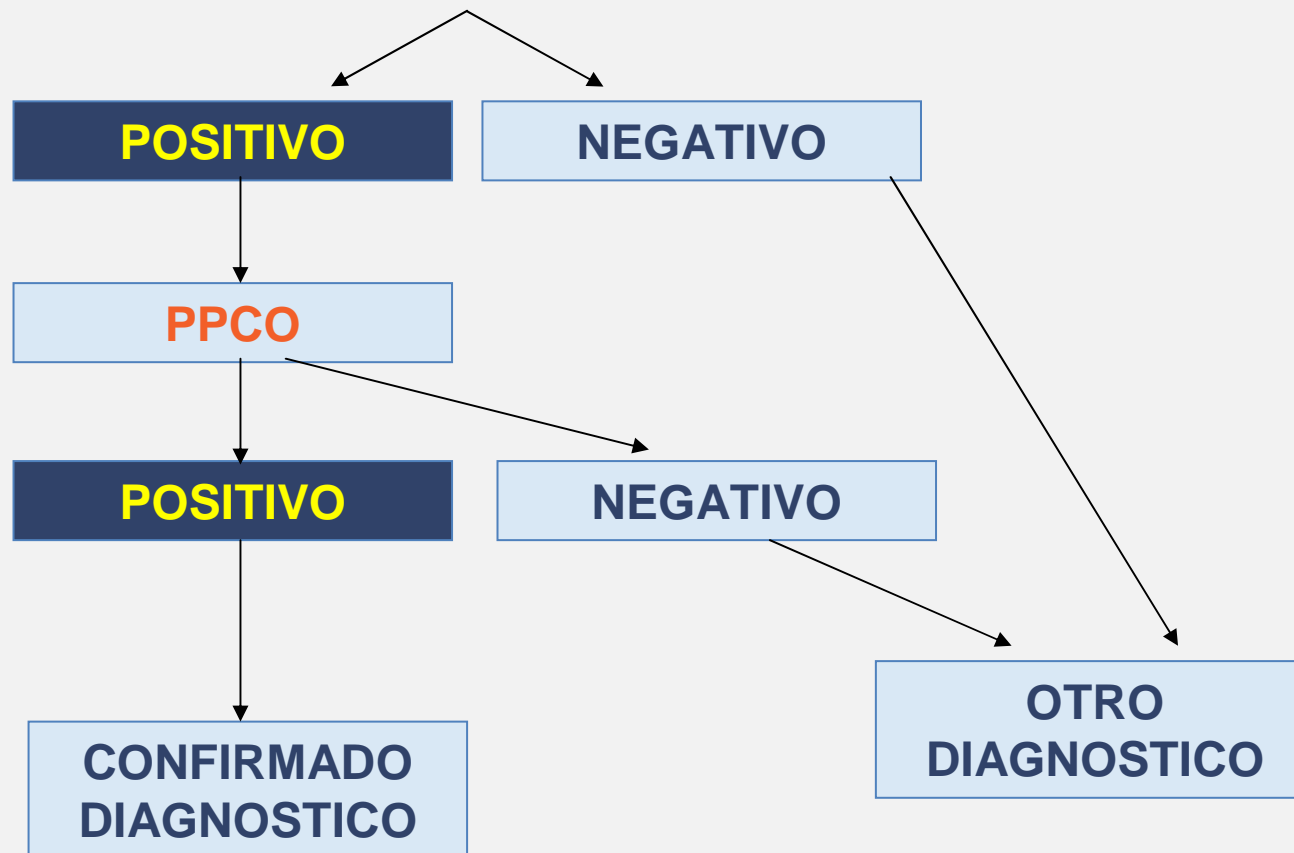 POSITIVO
NEGATIVO
PPCO
POSITIVO
NEGATIVO
OTRO
DIAGNOSTICO
CONFIRMADO
DIAGNOSTICO